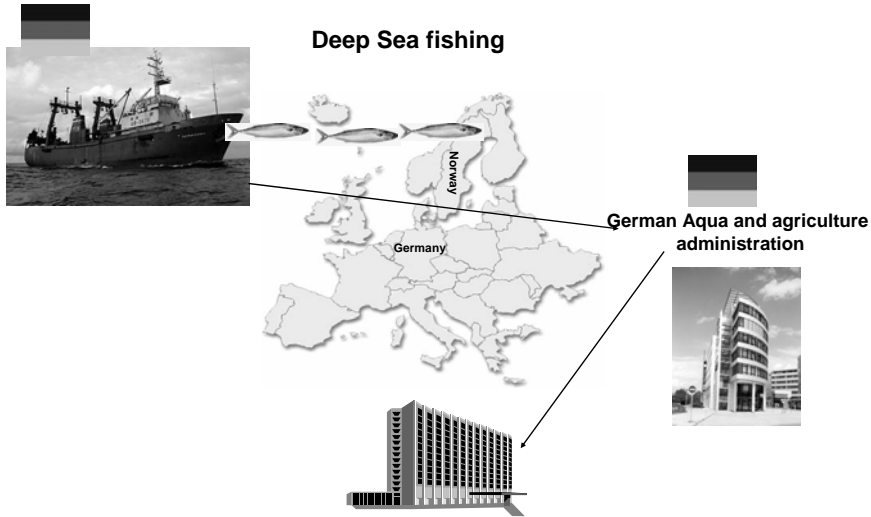 Deep Sea fishing
Norway
German Aqua and agriculture
administration
Germany